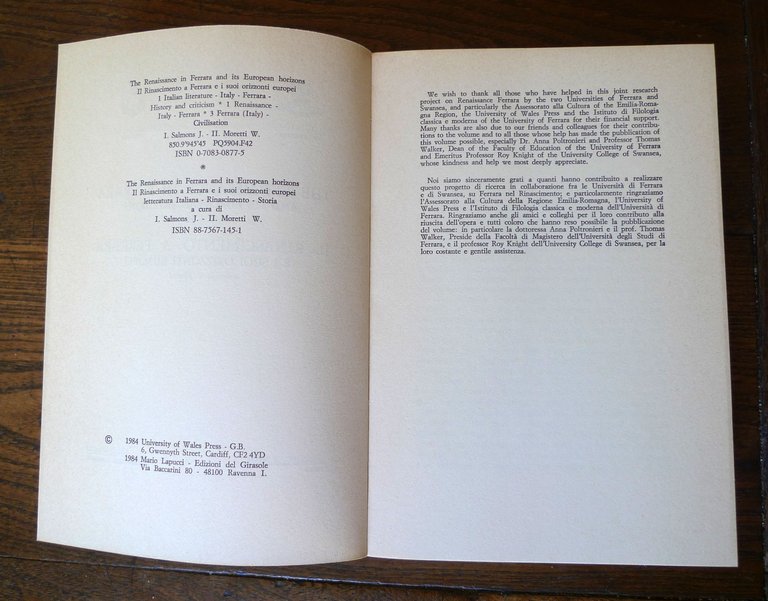 The Renaissance in Ferrara and its European horizons
Il Rinascimento a Ferrara e i suoi orizzonti europei
1 Italian literature - Italy - Ferrara -
History and criticism * 1 Renaissance -
Italy - Ferrara * 3 Ferrara (Italy) -
Civilisation
I. Salmons J. - II. Moretti W.
850.9'945'45 PQ5904.F42
ISBN 0-7083-0877-5
*
The Renaissance in Ferrara and its European horizons
Il Rinascimento a Ferrara e i suoi orizzonti europei
letteratura Italiana - Rinascimento - Storia
a cura di
I. Salmons J. - II. Moretti W.
ISBN 88-7567-145-1
© 1984 University of Wales Press - G.B.
6, Gwennyth Street, Cardiff, CF2 4YD
1984 Mario Lapucci - Edizioni del Girasole
Via Baccarini 80 - 48100 Ravenna I.
We wish to thank all those who have helped in this joint research
project on Renaissance Ferrara by the two Universities of Ferrara and
Swansea, and particularly the Assessorato alla Cultura of the Emilia-Roma-
gna Region, the University of Wales Press and the Istituto di Filologia
classica e moderna of the University of Ferrara for their financial support.
Many thanks are also due to our friends and colleagues for their contribu-
tions to the volume and to all those whose help has made the publication of
this volume possible, especially Dr. Anna Poltronieri and Professor Thomas
Walker, Dean of the Faculty of Education of the University of Ferrara
and Emeritus Professor Roy Knight of the University College of Swansea,
whose kindness and help we most deeply appreciate.
Noi siamo sinceramente grati a quanti hanno contribuito a realizzare
questo progetto di ricerca in collaborazione fra le Università di Ferrara
e di Swansea, su Ferrara nel Rinascimento; e particolarmente ringraziamo
l'Assessorato alla Cultura della Regione Emilia-Romagna, l'University of
Wales Press e l'Istituto di Filologia classica e moderna dell'Università di
Ferrara. Ringraziamo anche gli amici e colleghi per il loro contributo alla
riuscita dell'opera e tutti coloro che hanno reso possibile la pubblicazione
del volume: in particolare la dottoressa Anna Poltronieri e il prof. Thomas
Walker, Preside della Facoltà di Magistero dell'Università degli Studi di
Ferrara, e il professor Roy Knight dell'University College di Swansea, per la
loro costante e gentile assistenza.